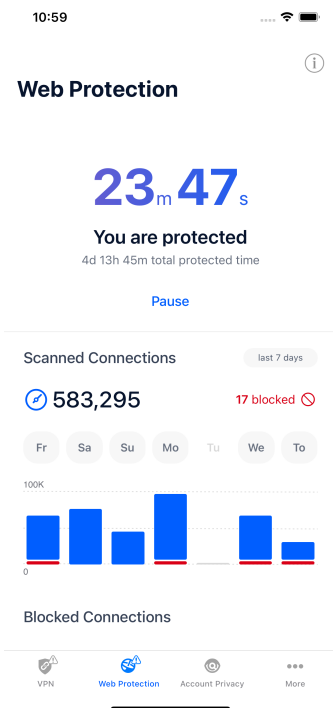 10:59
Web Protection
23m 47s
You are protected
4d 13h 45m total protected time
Pause
Scanned Connections
last 7 days
583,295
17 blocked
Fr Sa Su Mo Tu We To
100K
0
Blocked Connections
VPN Web Protection Account Privacy More